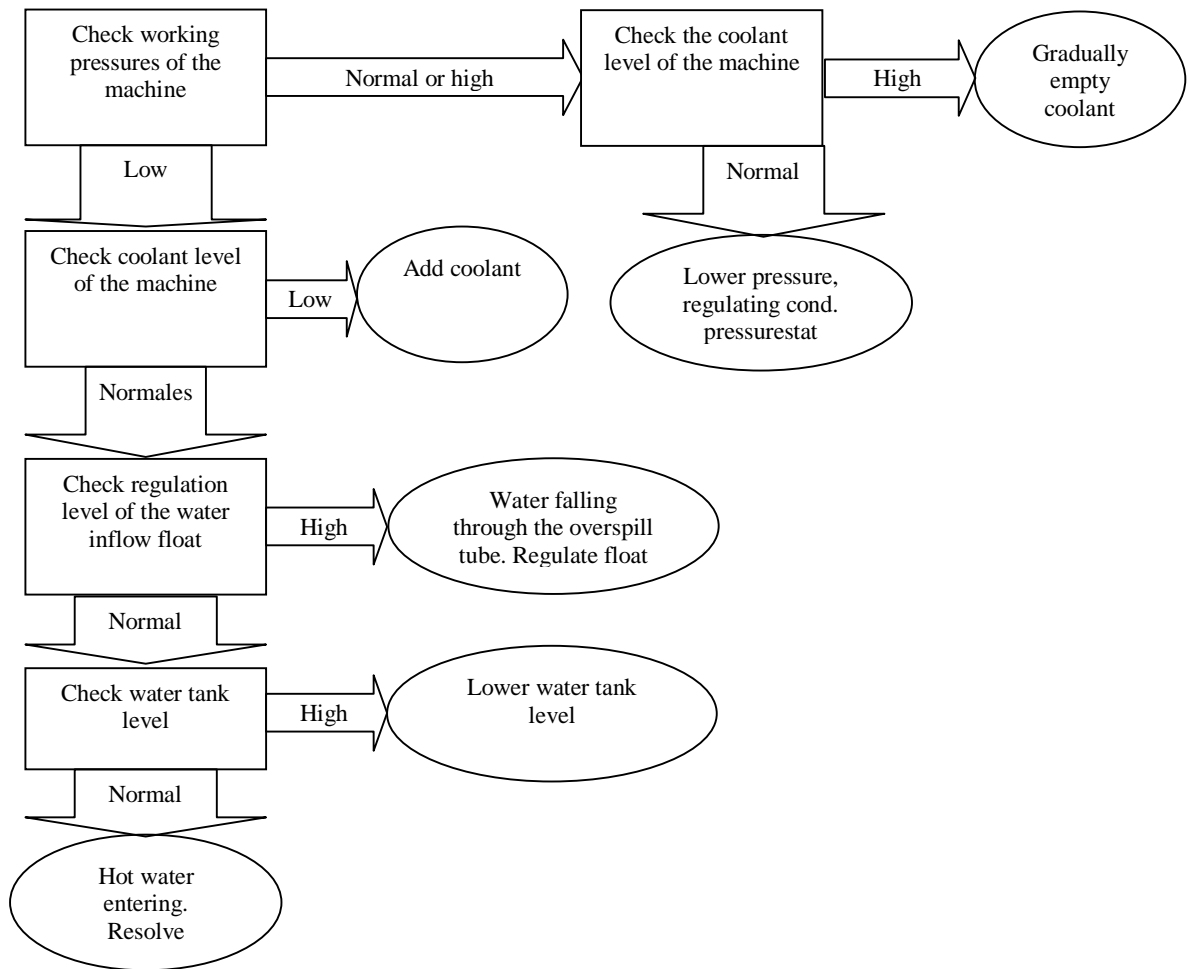 Check working
pressures of the
machine
Normal or high
Check the coolant
level of the machine
High
Gradually
empty
coolant
Low
Normal
Check coolant level
of the machine
Low
Add coolant
Lower pressure,
regulating cond.
pressurestat
Normales
Check regulation
level of the water
inflow float
High
Water falling
through the overspill
tube. Regulate float
Normal
Check water tank
level
High
Lower water tank
level
Normal
Hot water
entering.
Resolve